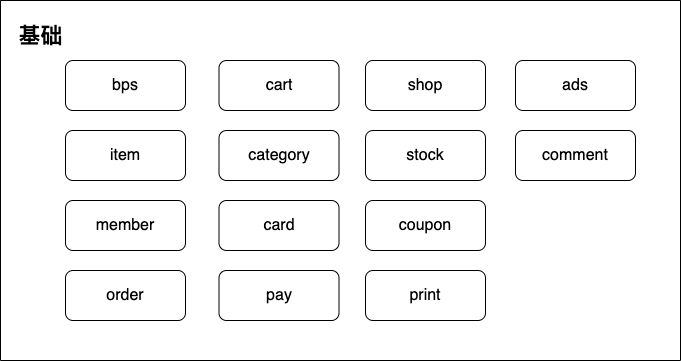 基础
bps
cart
shop
ads
item
category
stock
comment
member
card
coupon
order
pay
print